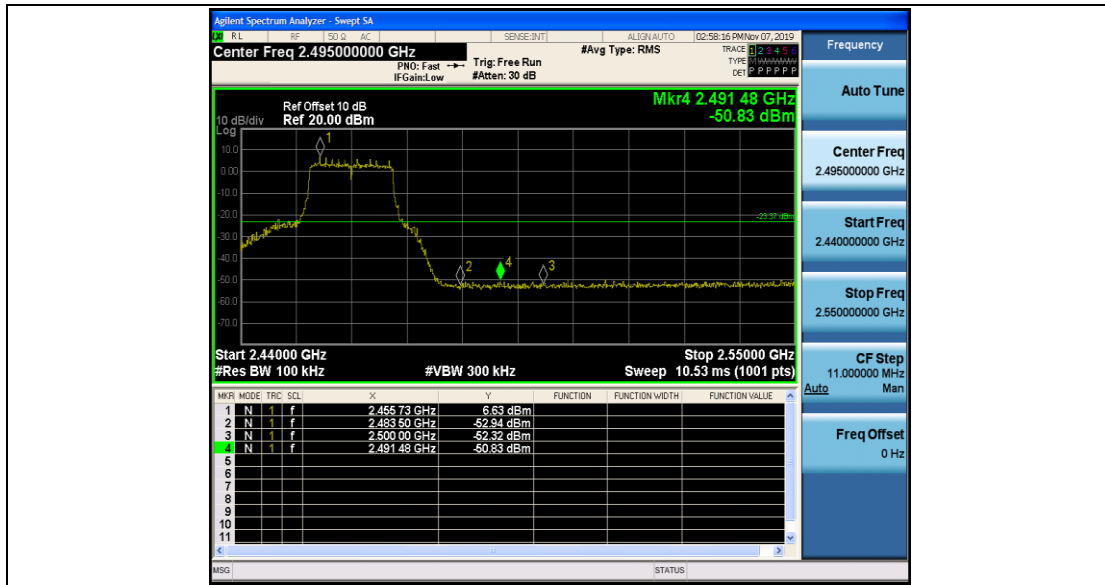 Agilent Spectrum Analyzer - Swept SA
RL RF 50 Ω AC SENSE:INT ALIGNAUTO 02:58:16 PM Nov 07, 2019
Center Freq 2.495000000 GHz
#Avg Type: RMS
TRACE 1 2 3 4 5 6
PNO: Fast
Trig: Free Run
TYPE M WWWWW
IFGain:Low
#Atten: 30 dB
DET P P P P P P
Mkr4 2.491 48 GHz
-50.83 dBm
Ref Offset 10 dB
10 dB/div Ref 20.00 dBm
Log
1
10.0
0.00
-10.0
-20.0
-23.37 dBm
-30.0
-40.0
2 4 3
-50.0
-60.0
-70.0
Start 2.44000 GHz Stop 2.55000 GHz
#Res BW 100 kHz #VBW 300 kHz Sweep 10.53 ms (1001 pts)
MKR MODE TRC SCL X Y FUNCTION FUNCTION WIDTH FUNCTION VALUE
1 N 1 f 2.455 73 GHz 6.63 dBm
2 N 1 f 2.483 50 GHz -52.94 dBm
3 N 1 f 2.500 00 GHz -52.32 dBm
4 N 1 f 2.491 48 GHz -50.83 dBm
5
6
7
8
9
10
11
MSG STATUS
Frequency
Auto Tune
Center Freq
2.495000000 GHz
Start Freq
2.440000000 GHz
Stop Freq
2.550000000 GHz
CF Step
11.000000 MHz
Auto Man
Freq Offset
0 Hz